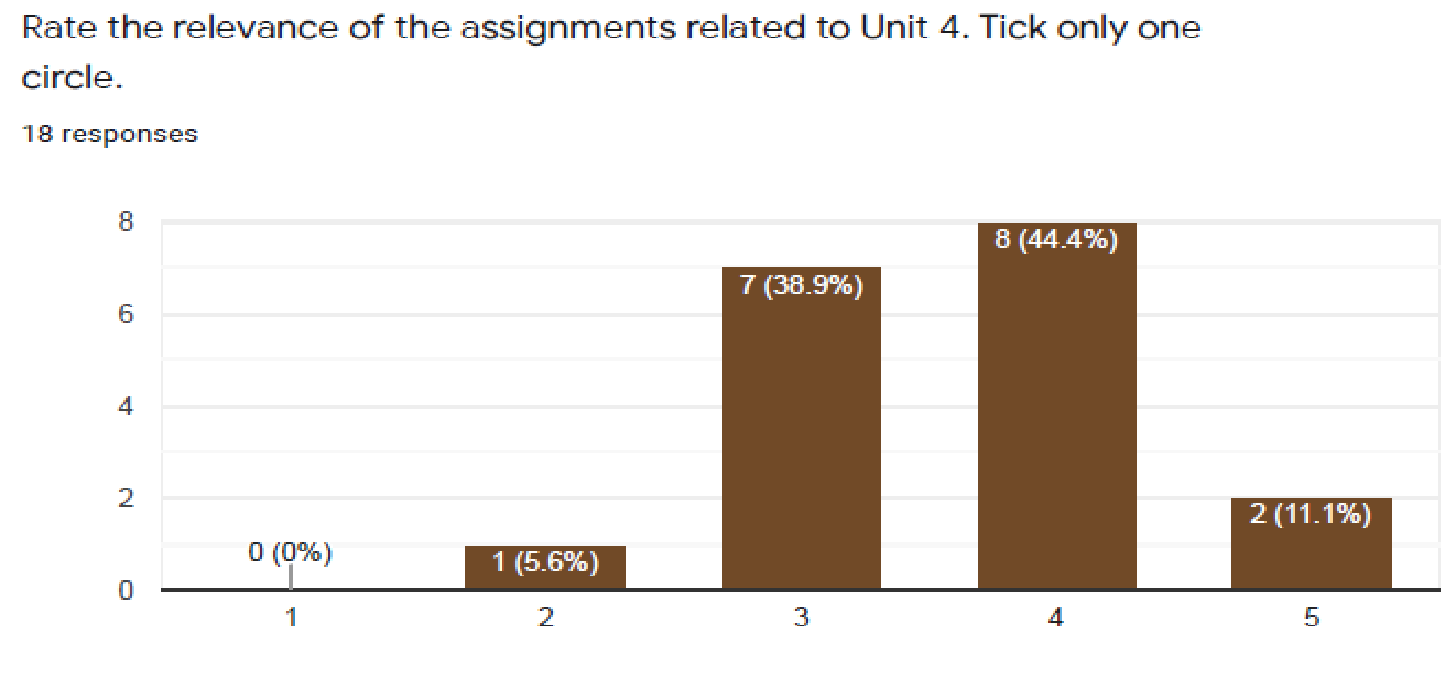 Rate the relevance of the assignments related to Unit 4. Tick only one
circle.
18 responses
8
6
4
2
0
0 (0%)
1 (5.6%)
7 (38.9%)
8 (44.4%)
2 (11.1%)
1 2 3 4 5